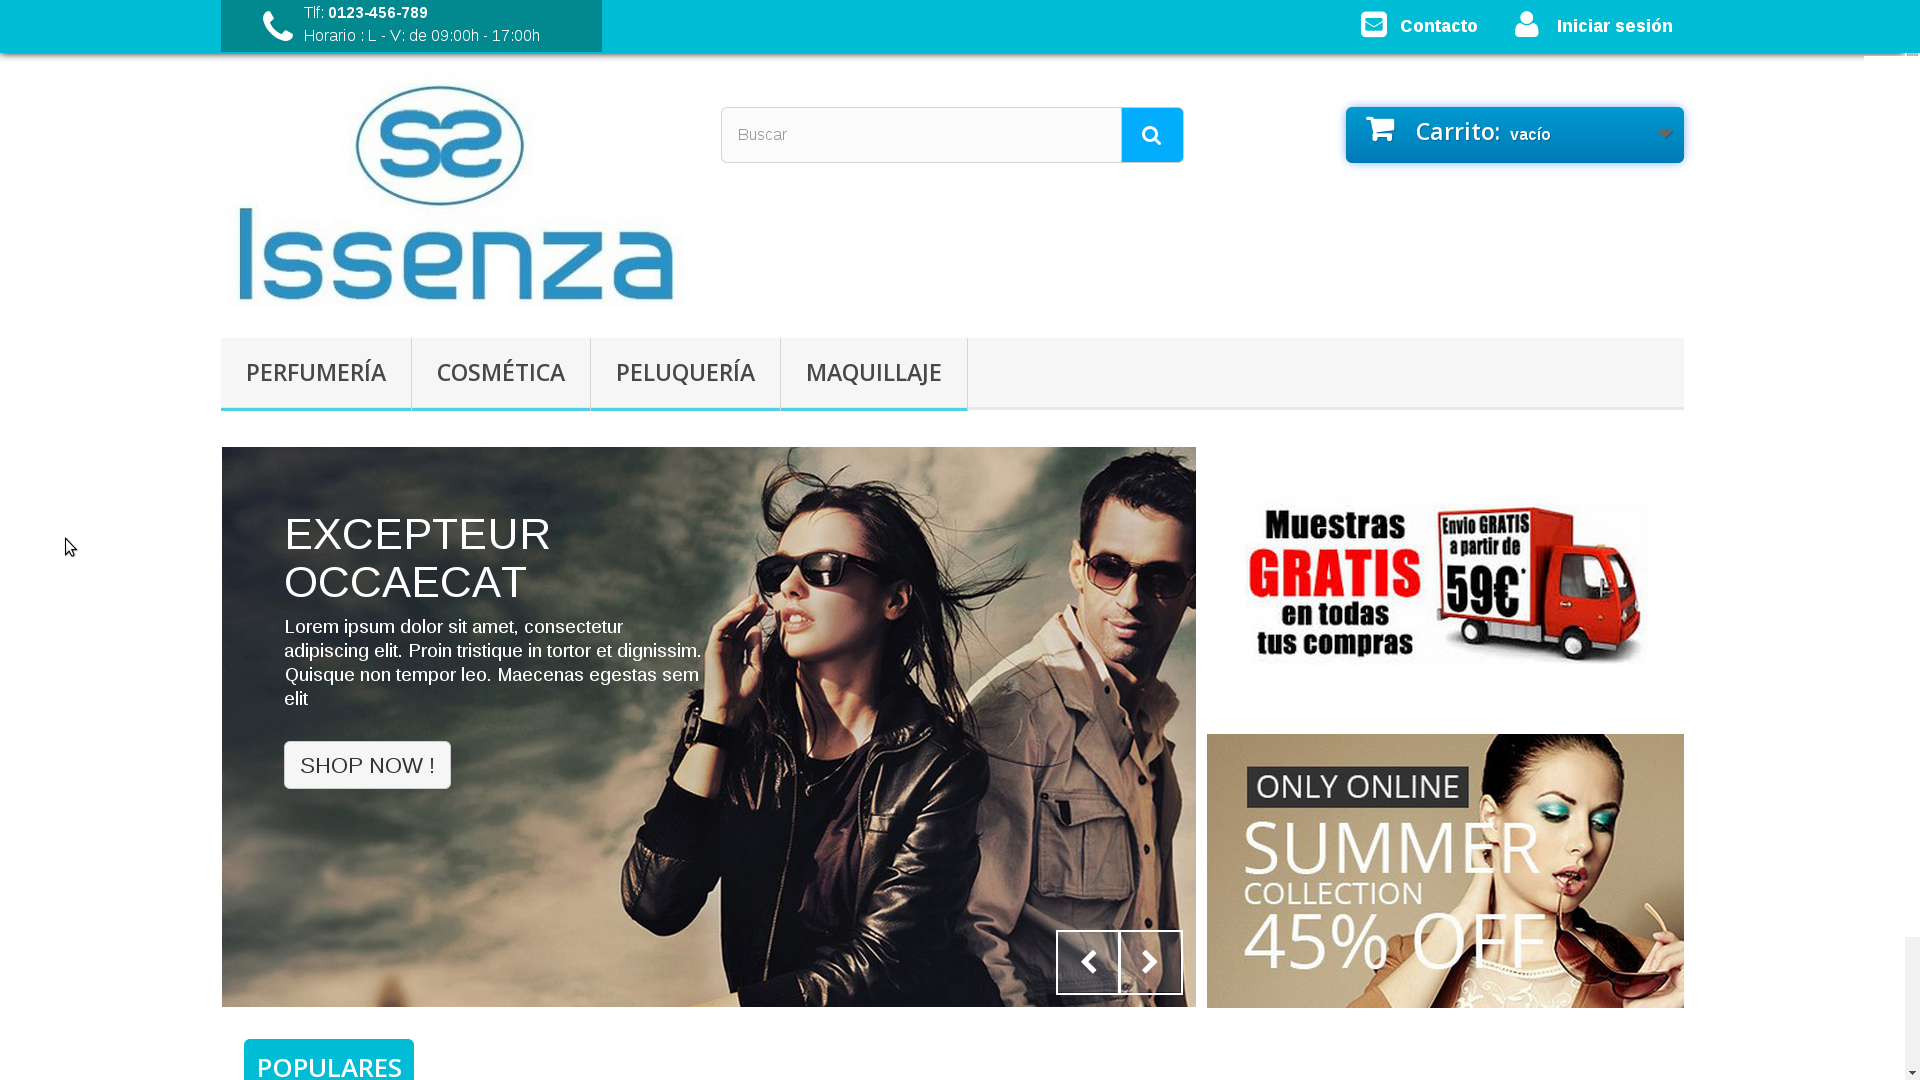 Tlf: 0123-456-789
Horario : L - V: de 09:00h - 17:00h
Contacto
Iniciar sesión
SS
Issenza
Buscar
Carrito: vacío
PERFUMERÍA
COSMÉTICA
PELUQUERÍA
MAQUILLAJE
EXCEPTEUR
OCCAECAT
Lorem ipsum dolor sit amet, consectetur
adipiscing elit. Proin tristique in tortor et dignissim.
Quisque non tempor leo. Maecenas egestas sem
elit
SHOP NOW !
Muestras
GRATIS
en todas
tus compras
Envio GRATIS
a partir de
59€*
ONLY ONLINE
SUMMER
COLLECTION
45% OFF
POPULARES